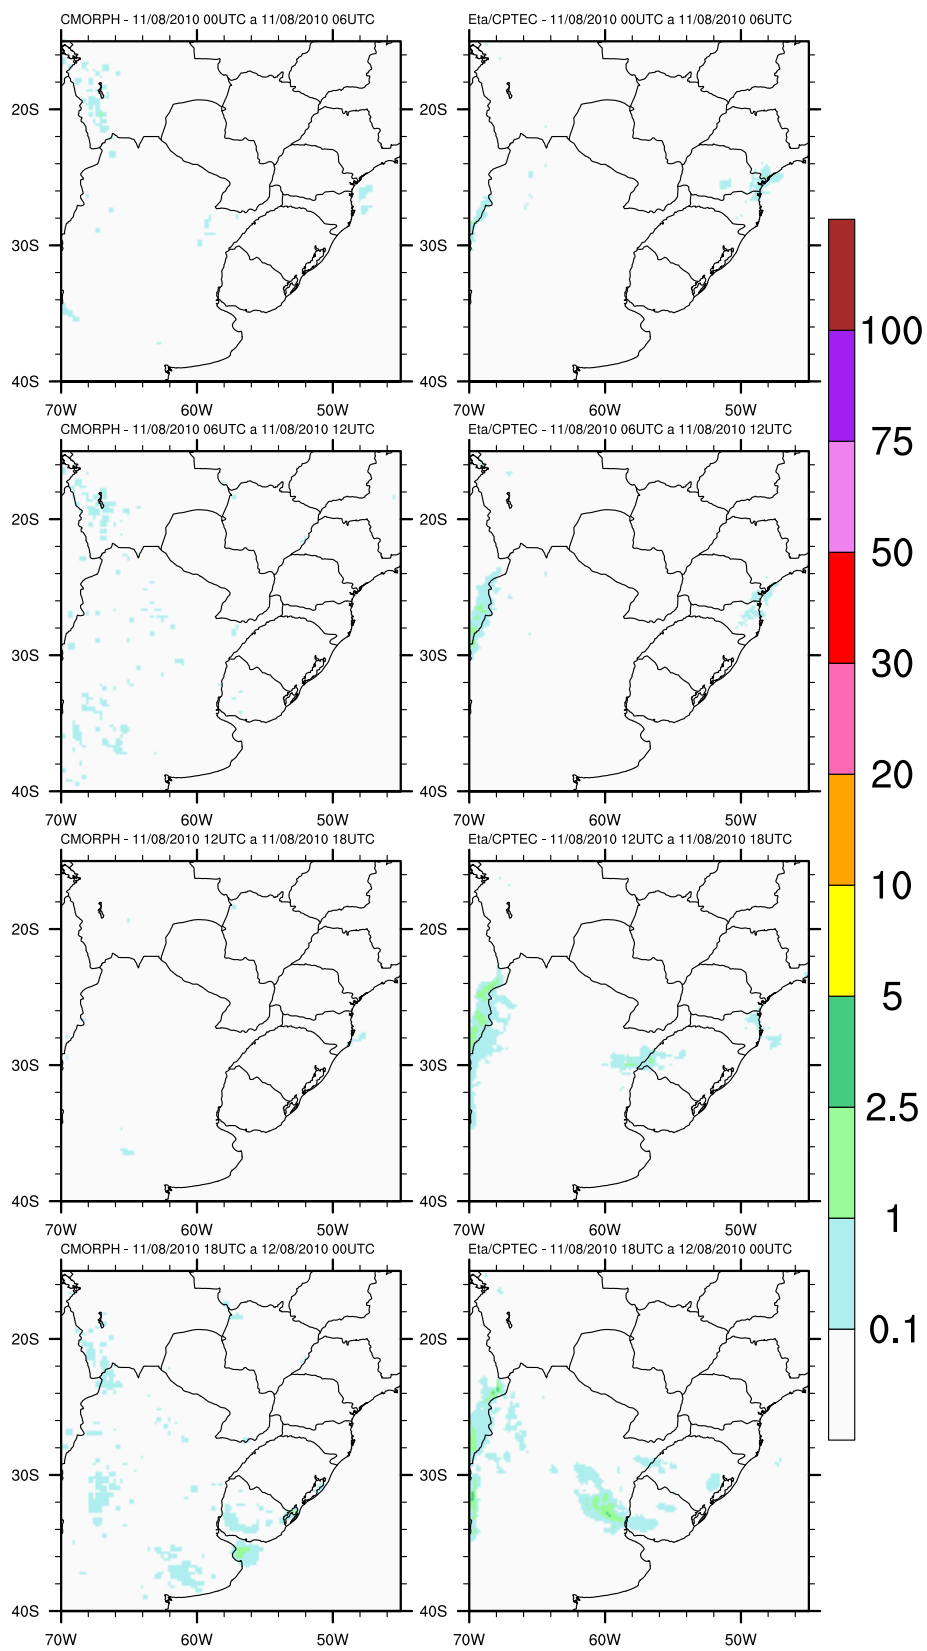 CMORPH - 11/08/2010 00UTC a 11/08/2010 06UTC
20S
30S
40S
70W 60W 50W
Eta/CPTEC - 11/08/2010 00UTC a 11/08/2010 06UTC
20S
30S
40S
70W 60W 50W
CMORPH - 11/08/2010 06UTC a 11/08/2010 12UTC
20S
30S
40S
70W 60W 50W
Eta/CPTEC - 11/08/2010 06UTC a 11/08/2010 12UTC
20S
30S
40S
70W 60W 50W
CMORPH - 11/08/2010 12UTC a 11/08/2010 18UTC
20S
30S
40S
70W 60W 50W
Eta/CPTEC - 11/08/2010 12UTC a 11/08/2010 18UTC
20S
30S
40S
70W 60W 50W
CMORPH - 11/08/2010 18UTC a 12/08/2010 00UTC
20S
30S
40S
70W 60W 50W
Eta/CPTEC - 11/08/2010 18UTC a 12/08/2010 00UTC
20S
30S
40S
70W 60W 50W
100
75
50
30
20
10
5
2.5
1
0.1